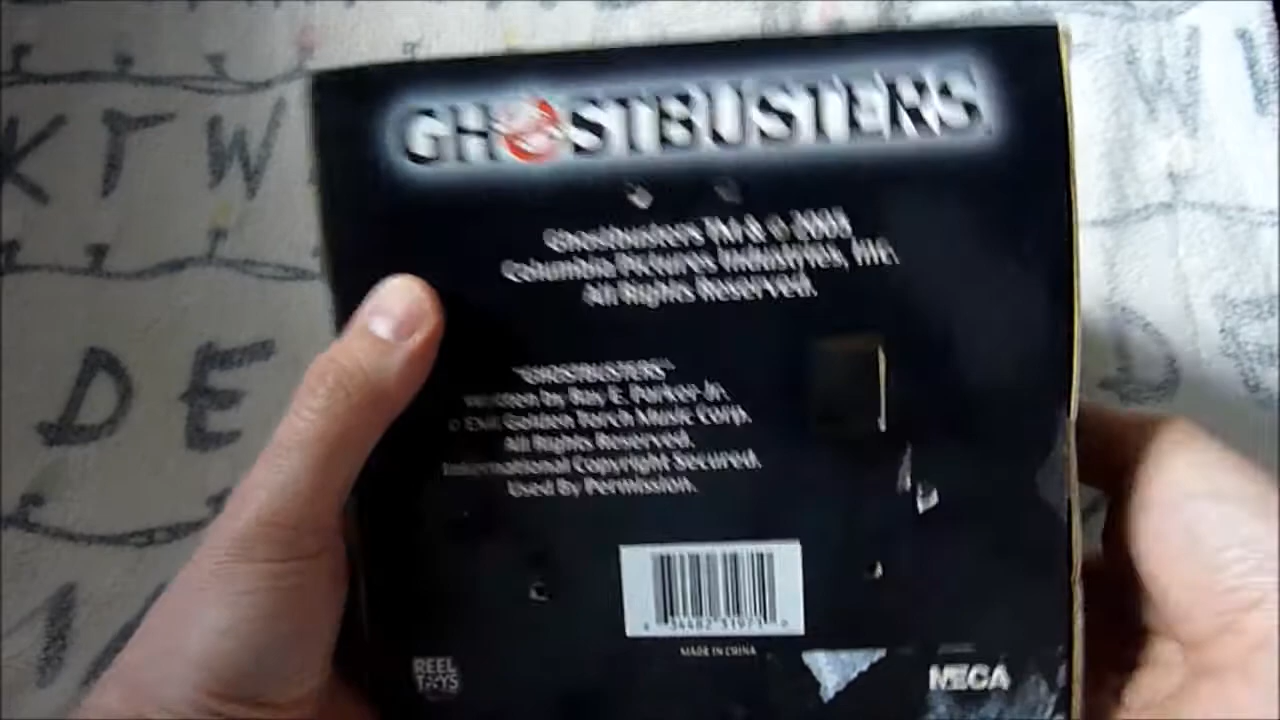 GHOSTBUSTERS
Ghostbusters TM & © 2005
Columbia Pictures Industries, Inc.
All Rights Reserved.
"GHOSTBUSTERS"
written by Ray E. Parker Jr.
© EMI Golden Torch Music Corp.
All Rights Reserved.
International Copyright Secured.
Used By Permission.
MADE IN CHINA
REEL
TOYS
NECA
K T W
D E